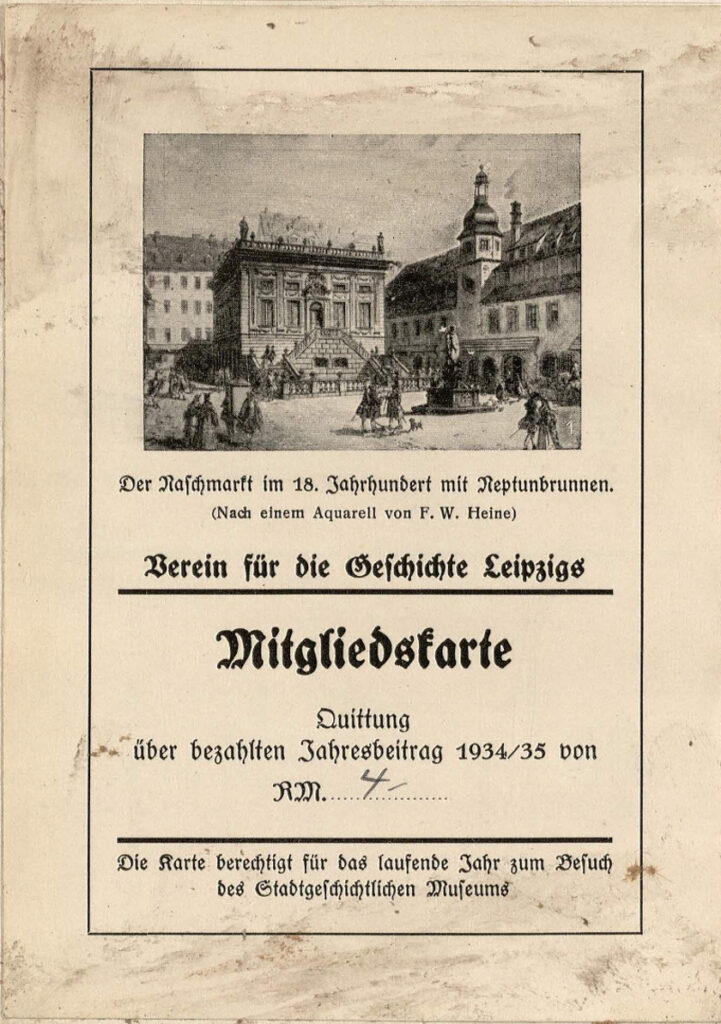 Der Naschmarkt im 18. Jahrhundert mit Neptunbrunnen.
(Nach einem Aquarell von F. W. Heine)
Verein für die Geschichte Leipzigs
Mitgliedskarte
Quittung
über bezahlten Jahresbeitrag 1934/35 von
RM. 4-
Die Karte berechtigt für das laufende Jahr zum Besuch
des Stadtgeschichtlichen Museums